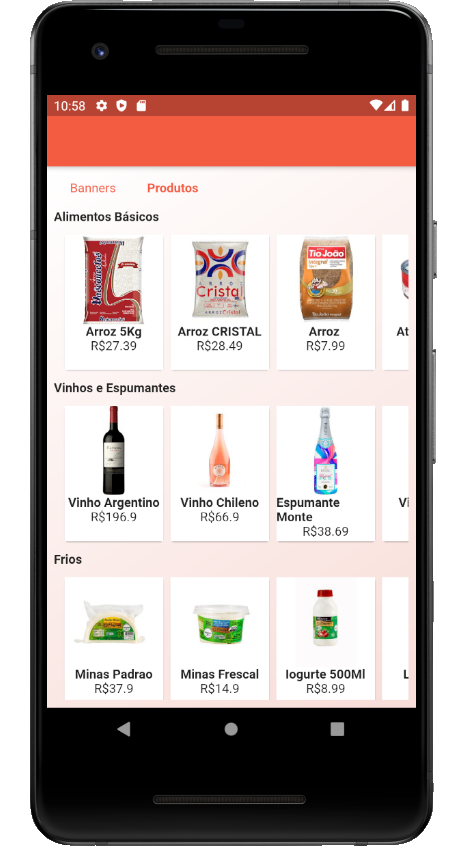 10:58
Banners Produtos
Alimentos Básicos
Cristal
Tio João
Integral
Arroz 5Kg Arroz CRISTAL Arroz At
R$27.39 R$28.49 R$7.99
Vinhos e Espumantes
Vinho Argentino Vinho Chileno Espumante Vi
Monte
R$196.9 R$66.9 R$38.69
Frios
Minas Padrao Minas Frescal Iogurte 500Ml L
R$37.9 R$14.9 R$8.99